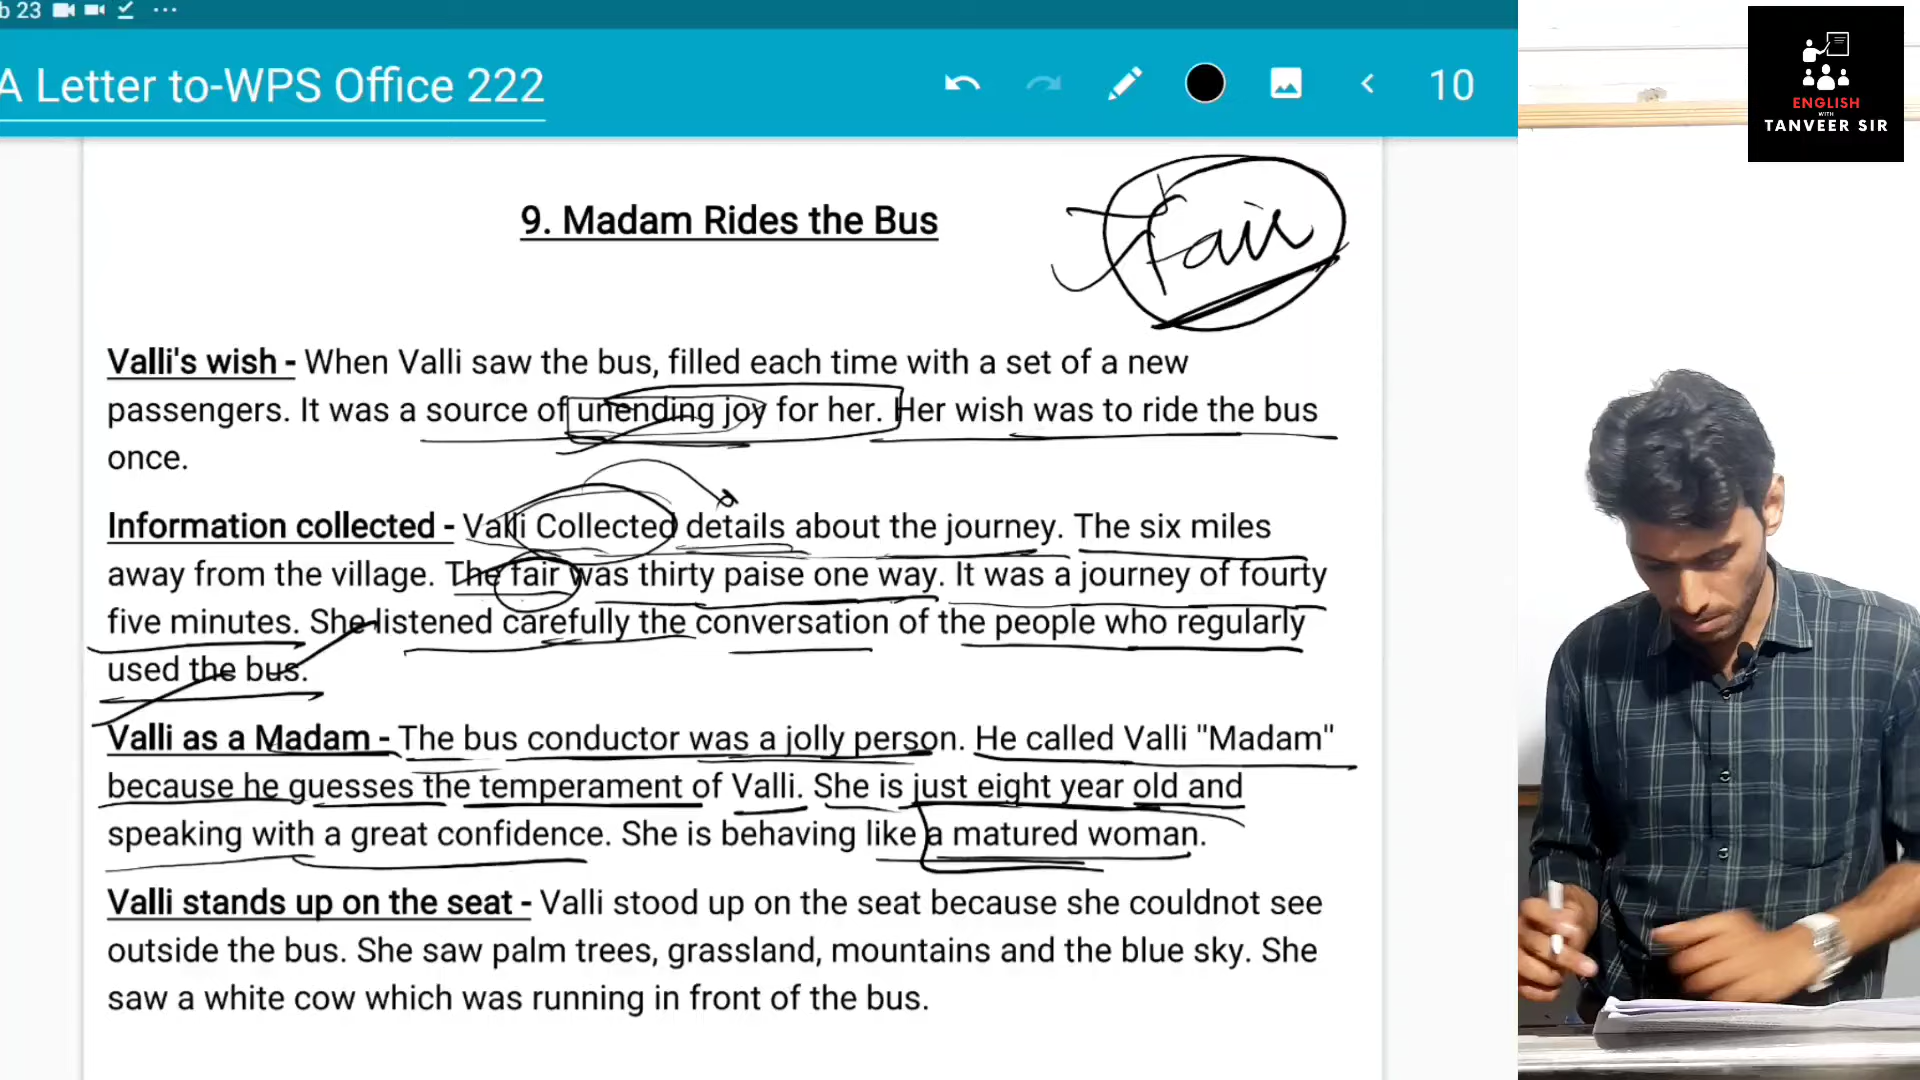 b 23
A Letter to-WPS Office 222
10
ENGLISH
WITH
TANVEER SIR
9. Madam Rides the Bus
Fair
Valli's wish - When Valli saw the bus, filled each time with a set of a new
passengers. It was a source of unending joy for her. Her wish was to ride the bus
once.
Information collected - Valli Collected details about the journey. The six miles
away from the village. The fair was thirty paise one way. It was a journey of fourty
five minutes. She listened carefully the conversation of the people who regularly
used the bus.
Valli as a Madam - The bus conductor was a jolly person. He called Valli "Madam"
because he guesses the temperament of Valli. She is just eight year old and
speaking with a great confidence. She is behaving like a matured woman.
Valli stands up on the seat - Valli stood up on the seat because she couldnot see
outside the bus. She saw palm trees, grassland, mountains and the blue sky. She
saw a white cow which was running in front of the bus.